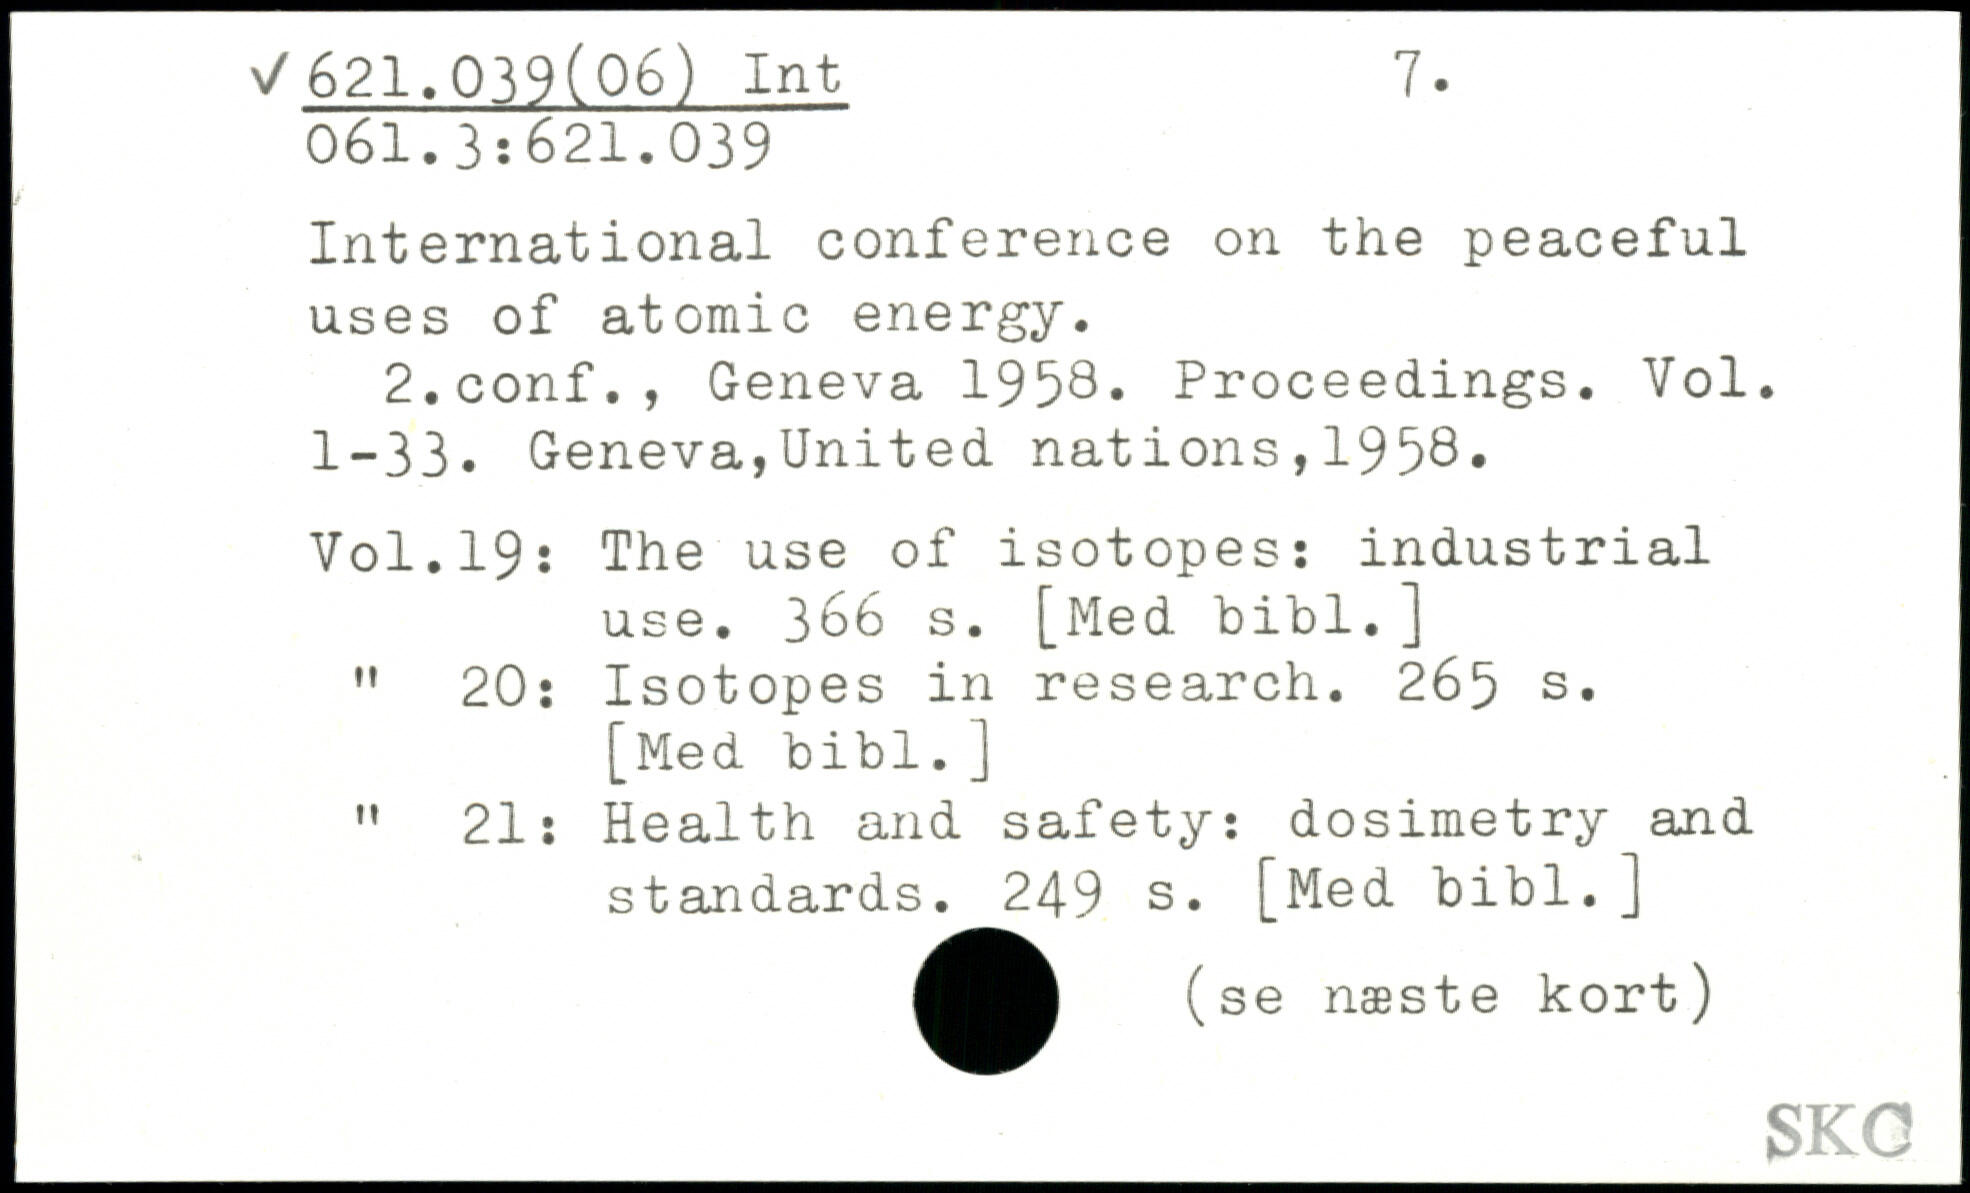 ✓ 621.039(06) Int 7.
061.3:621.039
International conference on the peaceful
uses of atomic energy.
2.conf., Geneva 1958. Proceedings. Vol.
1-33. Geneva,United nations,1958.
Vol.19: The use of isotopes: industrial
use. 366 s. [Med bibl.]
" 20: Isotopes in research. 265 s.
[Med bibl.]
" 21: Health and safety: dosimetry and
standards. 249 s. [Med bibl.]
(se næste kort)
SKC